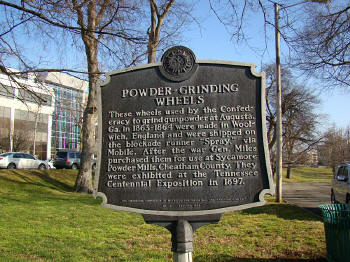 POWDER-GRINDING
WHEELS
These wheels used by the Confed-
eracy to grind gunpowder at Augusta,
Ga. in 1863-1864 were made in Wool-
wich, England and were shipped on
the blockade runner "Spray," via
Mobile. After the war Gen. Miles
purchased them for use at Sycamore
Powder Mills, Cheatham County. They
were exhibited at the Tennessee
Centennial Exposition in 1897.